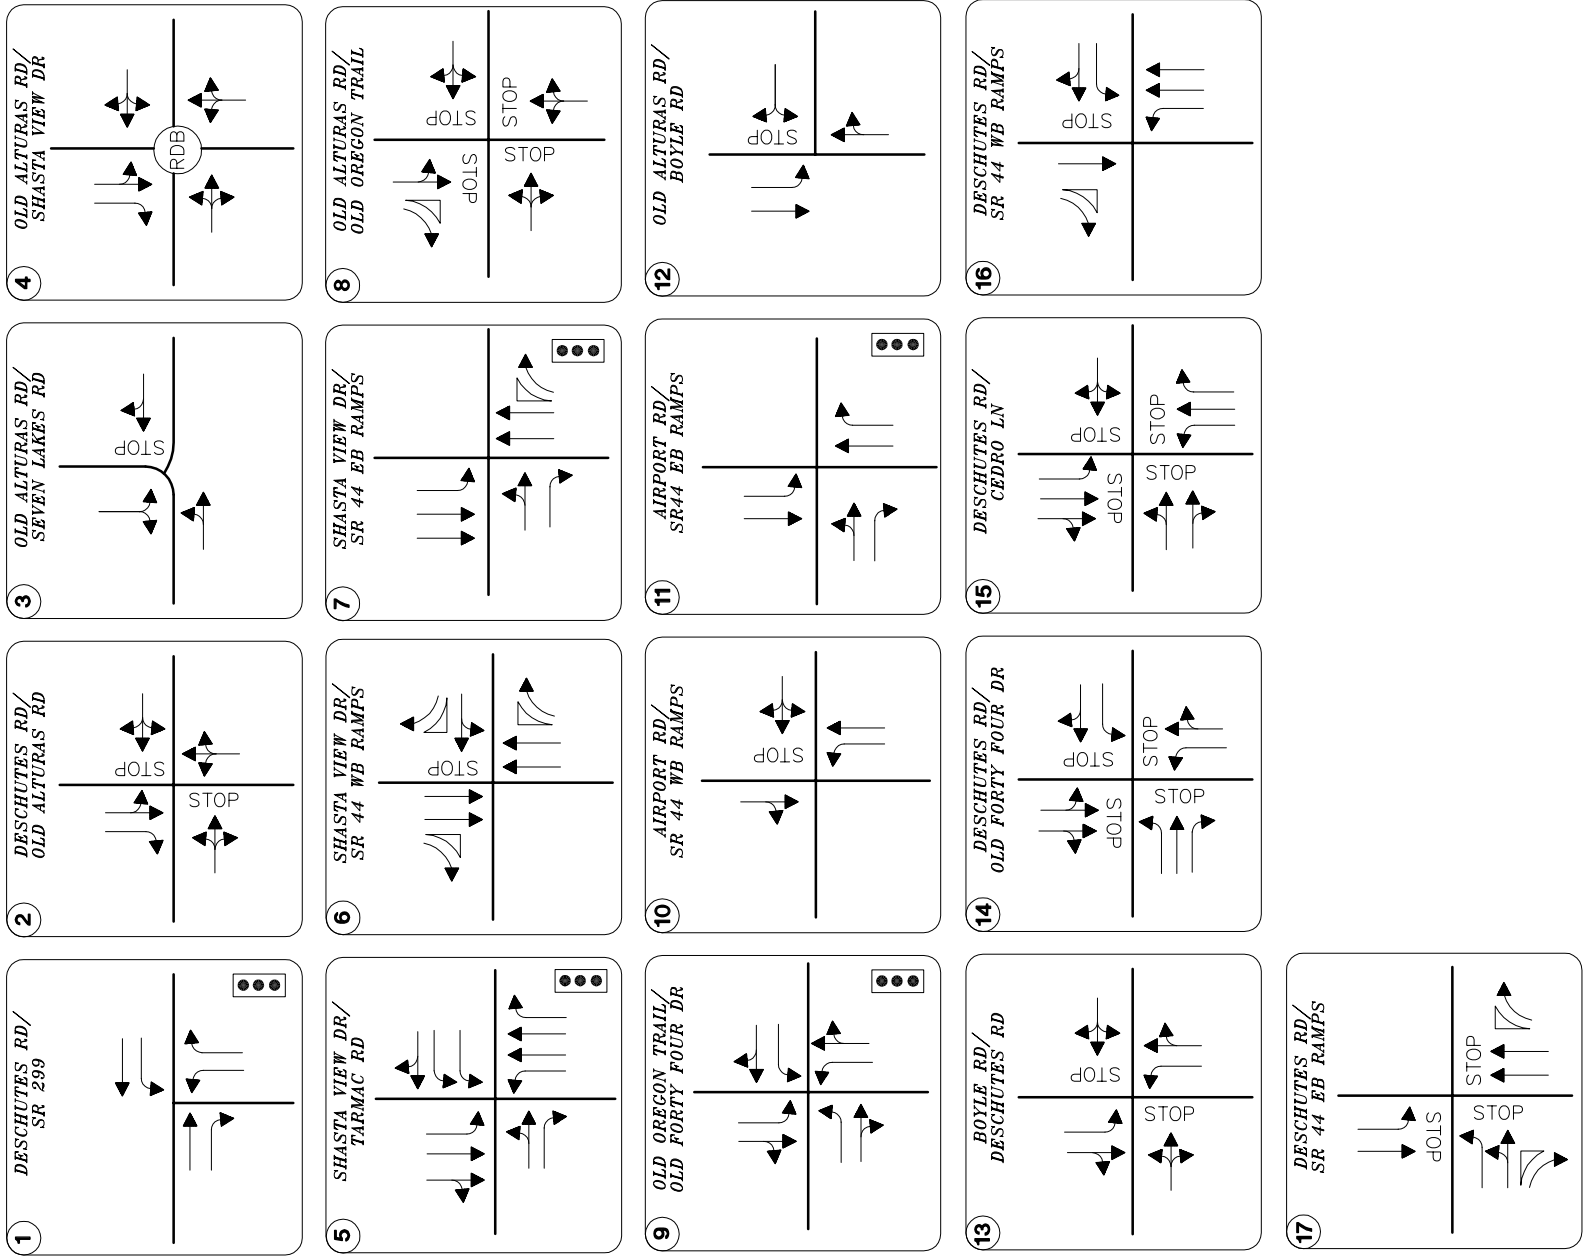 1
DESCHUTES RD/
SR 299
2
DESCHUTES RD/
OLD ALTURAS RD
STOP
STOP
3
OLD ALTURAS RD/
SEVEN LAKES RD
STOP
4
OLD ALTURAS RD/
SHASTA VIEW DR
RDB
5
SHASTA VIEW DR/
TARMAC RD
6
SHASTA VIEW DR/
SR 44 WB RAMPS
STOP
7
SHASTA VIEW DR/
SR 44 EB RAMPS
8
OLD ALTURAS RD/
OLD OREGON TRAIL
STOP
STOP
STOP
STOP
9
OLD OREGON TRAIL/
OLD FORTY FOUR DR
10
AIRPORT RD/
SR 44 WB RAMPS
STOP
11
AIRPORT RD/
SR44 EB RAMPS
12
OLD ALTURAS RD/
BOYLE RD
STOP
13
BOYLE RD/
DESCHUTES RD
STOP
STOP
14
DESCHUTES RD/
OLD FORTY FOUR DR
STOP
STOP
STOP
STOP
15
DESCHUTES RD/
CEDRO LN
STOP
STOP
STOP
STOP
16
DESCHUTES RD/
SR 44 WB RAMPS
STOP
17
DESCHUTES RD/
SR 44 EB RAMPS
STOP
STOP
STOP